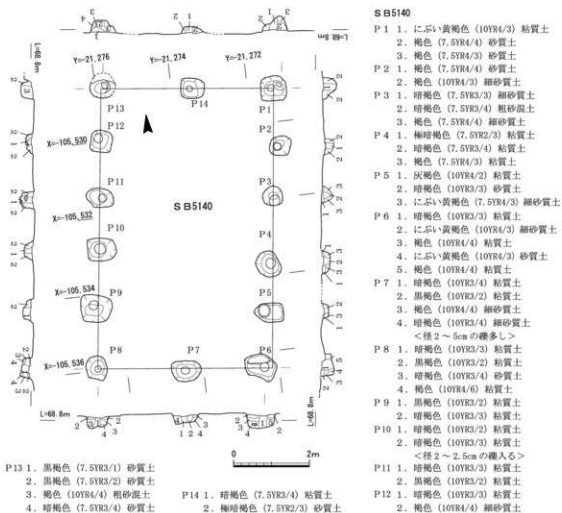 SB5140
P1 1. にぶい黄褐色 (10YR4/3) 粘質土
2. 褐色 (7.5YR4/4) 砂質土
3. 褐色 (7.5YR4/3) 砂質土
P2 1. 褐色 (7.5YR4/4) 砂質土
2. 褐色 (10YR4/3) 細砂質土
P3 1. 暗褐色 (7.5YR3/3) 細砂質土
2. 暗褐色 (7.5YR3/4) 粗砂混土
3. 褐色 (7.5YR4/4) 細砂質土
P4 1. 極暗褐色 (7.5YR2/3) 粘質土
2. 暗褐色 (7.5YR3/4) 粘質土
3. 褐色 (7.5YR4/3) 粘質土
P5 1. 灰褐色 (10YR4/2) 粘質土
2. 暗褐色 (10YR3/3) 砂質土
3. にぶい黄褐色 (7.5YR4/3) 細砂質土
P6 1. 暗褐色 (10YR3/3) 粘質土
2. にぶい黄褐色 (10YR4/3) 細砂質土
3. 褐色 (10YR4/4) 粘質土
4. にぶい黄褐色 (10YR4/3) 砂質土
5. 褐色 (10YR4/4) 粘質土
P7 1. 暗褐色 (10YR3/4) 粘質土
2. 黒褐色 (10YR3/2) 粘質土
3. 褐色 (10YR4/4) 細砂質土
4. 暗褐色 (10YR3/4) 細砂質土
<径2~5cmの礫多し>
P8 1. 暗褐色 (10YR3/3) 粘質土
2. 黒褐色 (10YR3/2) 粘質土
3. 暗褐色 (10YR3/4) 砂質土
4. 褐色 (10YR4/6) 粘質土
P9 1. 黒褐色 (10YR3/2) 粘質土
2. 暗褐色 (10YR3/3) 粘質土
P10 1. 暗褐色 (10YR3/2) 粘質土
2. 暗褐色 (10YR3/3) 粘質土
<径2~2.5cmの礫入る>
P11 1. 暗褐色 (10YR3/3) 粘質土
2. 黒褐色 (10YR3/2) 粘質土
P12 1. 暗褐色 (10YR3/3) 粘質土
2. 褐色 (10YR4/4) 細砂質土
P13 1. 黒褐色 (7.5YR3/1) 砂質土
2. 黒褐色 (7.5YR3/2) 砂質土
3. 褐色 (10YR4/4) 粗砂混土
4. 暗褐色 (7.5YR3/4) 砂質土
P14 1. 暗褐色 (7.5YR3/4) 粘質土
2. 極暗褐色 (7.5YR2/3) 砂質土
L=68.8m
L=68.8m
Y=-21,276
Y=-21,274
Y=-21,272
P13
P14
P1
P12
P2
X=-105,530
P11
P3
SB5140
X=-105,532
P10
P4
X=-105,534
P9
P5
X=-105,536
P8
P7
P6
L=68.8m
L=68.8m
0 2m